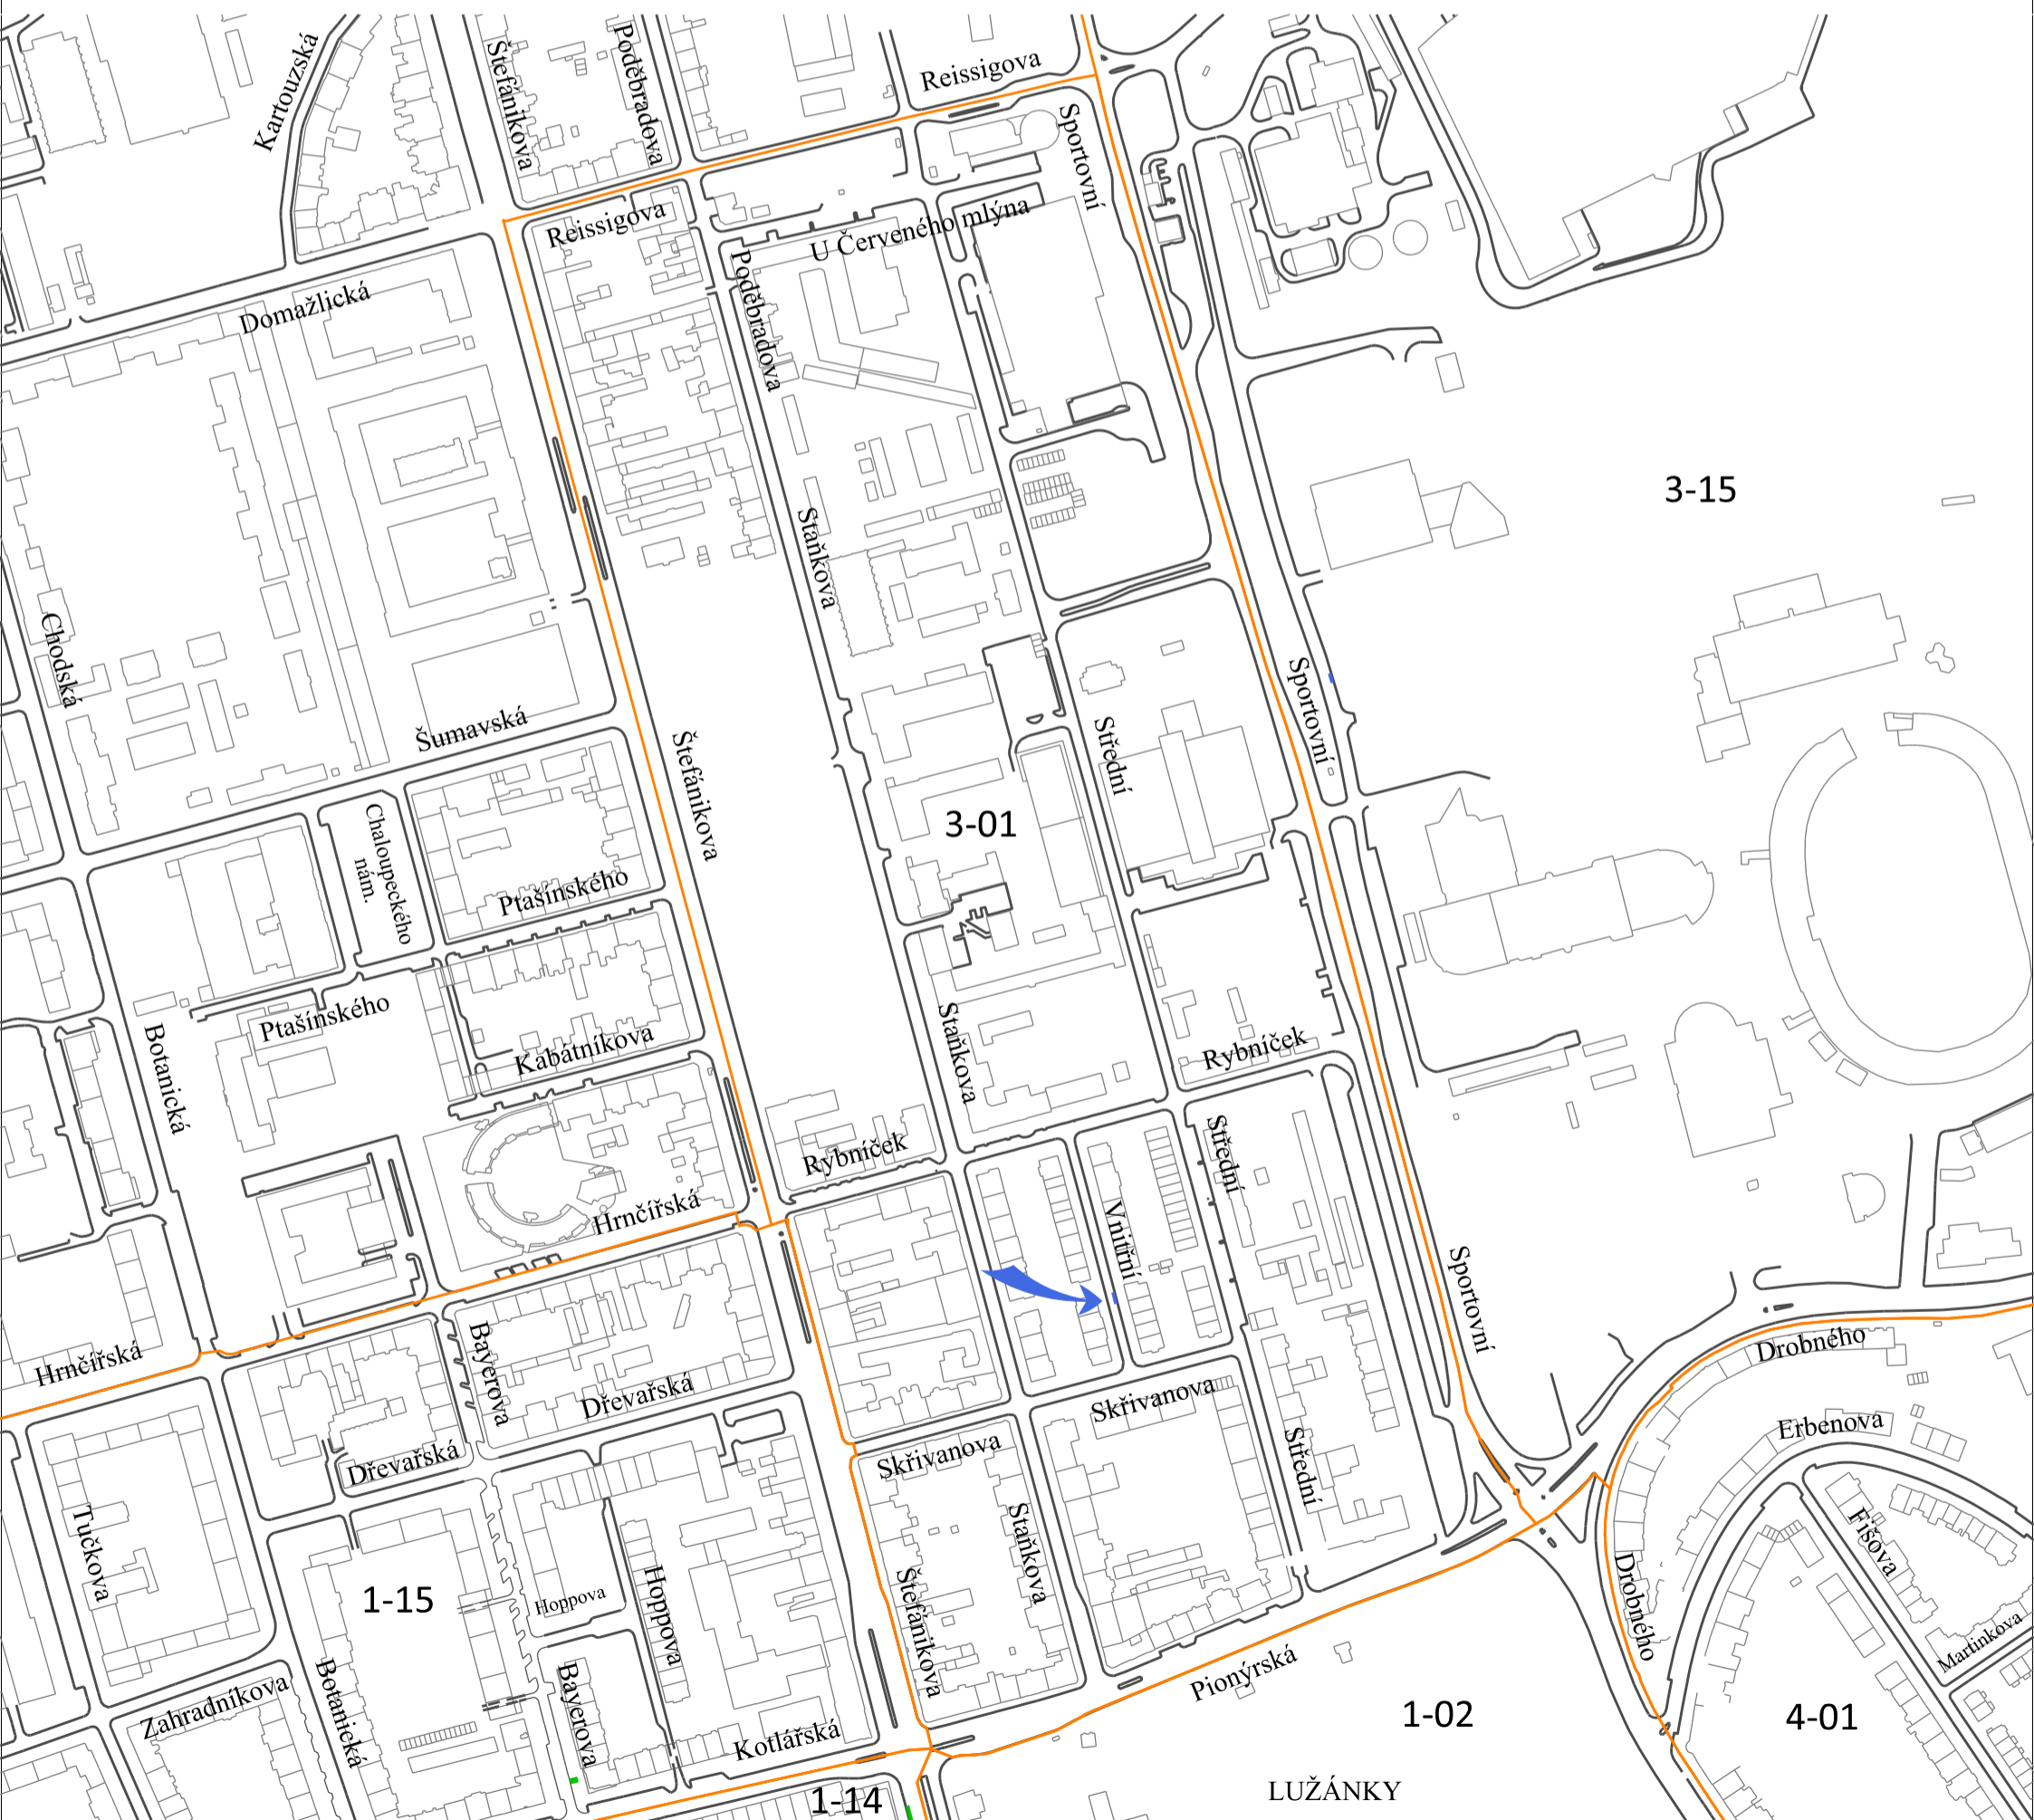 Kartouzská
Štefánikova
Poděbradova
Reissigova
Sportovní
Reissigova
U Červeného mlýna
Domažlická
Poděbradova
3-15
Staňkova
Chodská
Šumavská
Štefánikova
Střední
Sportovní
3-01
Chaloupeckého
nám.
Ptašínského
Ptašínského
Botanická
Kabátníkova
Staňkova
Rybníček
Rybníček
Střední
Hrnčířská
Vnitřní
Sportovní
Hrnčířská
Bayerova
Dřevařská
Drobného
Skřivanova
Erbenova
Skřivanova
Dřevařská
Střední
Tučkova
Staňkova
Fišova
1-15
Hoppova
Hoppova
Štefánikova
Drobného
Martinkova
Botanická
Bayerova
Zahradníkova
Pionýrská
1-02
4-01
Kotlářská
LUŽÁNKY
1-14